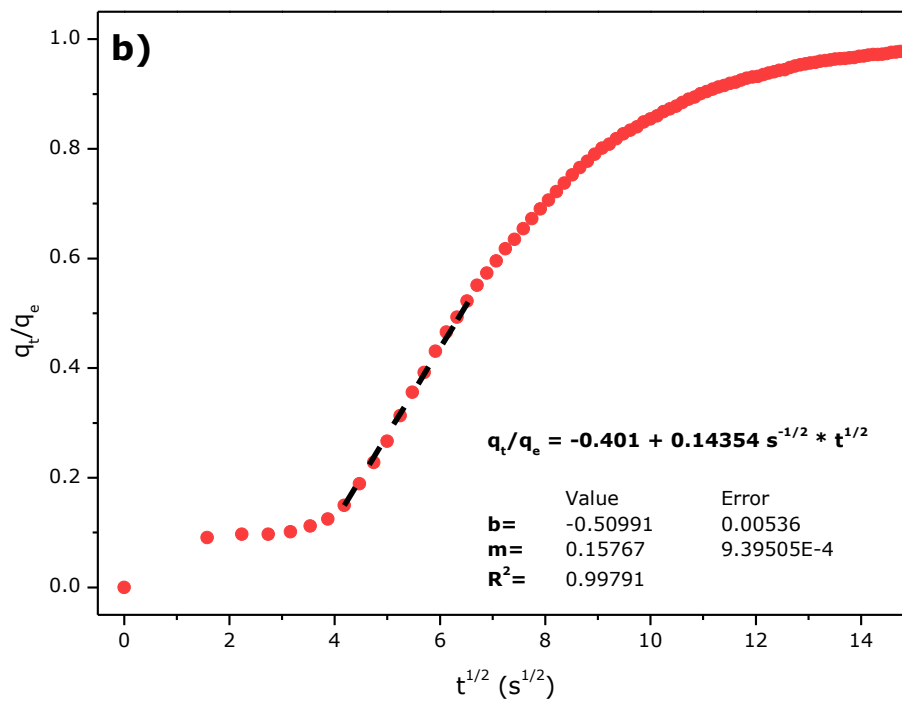 b)
1.0
0.8
0.6
0.4
0.2
0.0
q_t/q_e
q_t/q_e = -0.401 + 0.14354 s^-1/2 * t^1/2
Value Error
b= -0.50991 0.00536
m= 0.15767 9.39505E-4
R^2= 0.99791
0 2 4 6 8 10 12 14
t^1/2 (s^1/2)